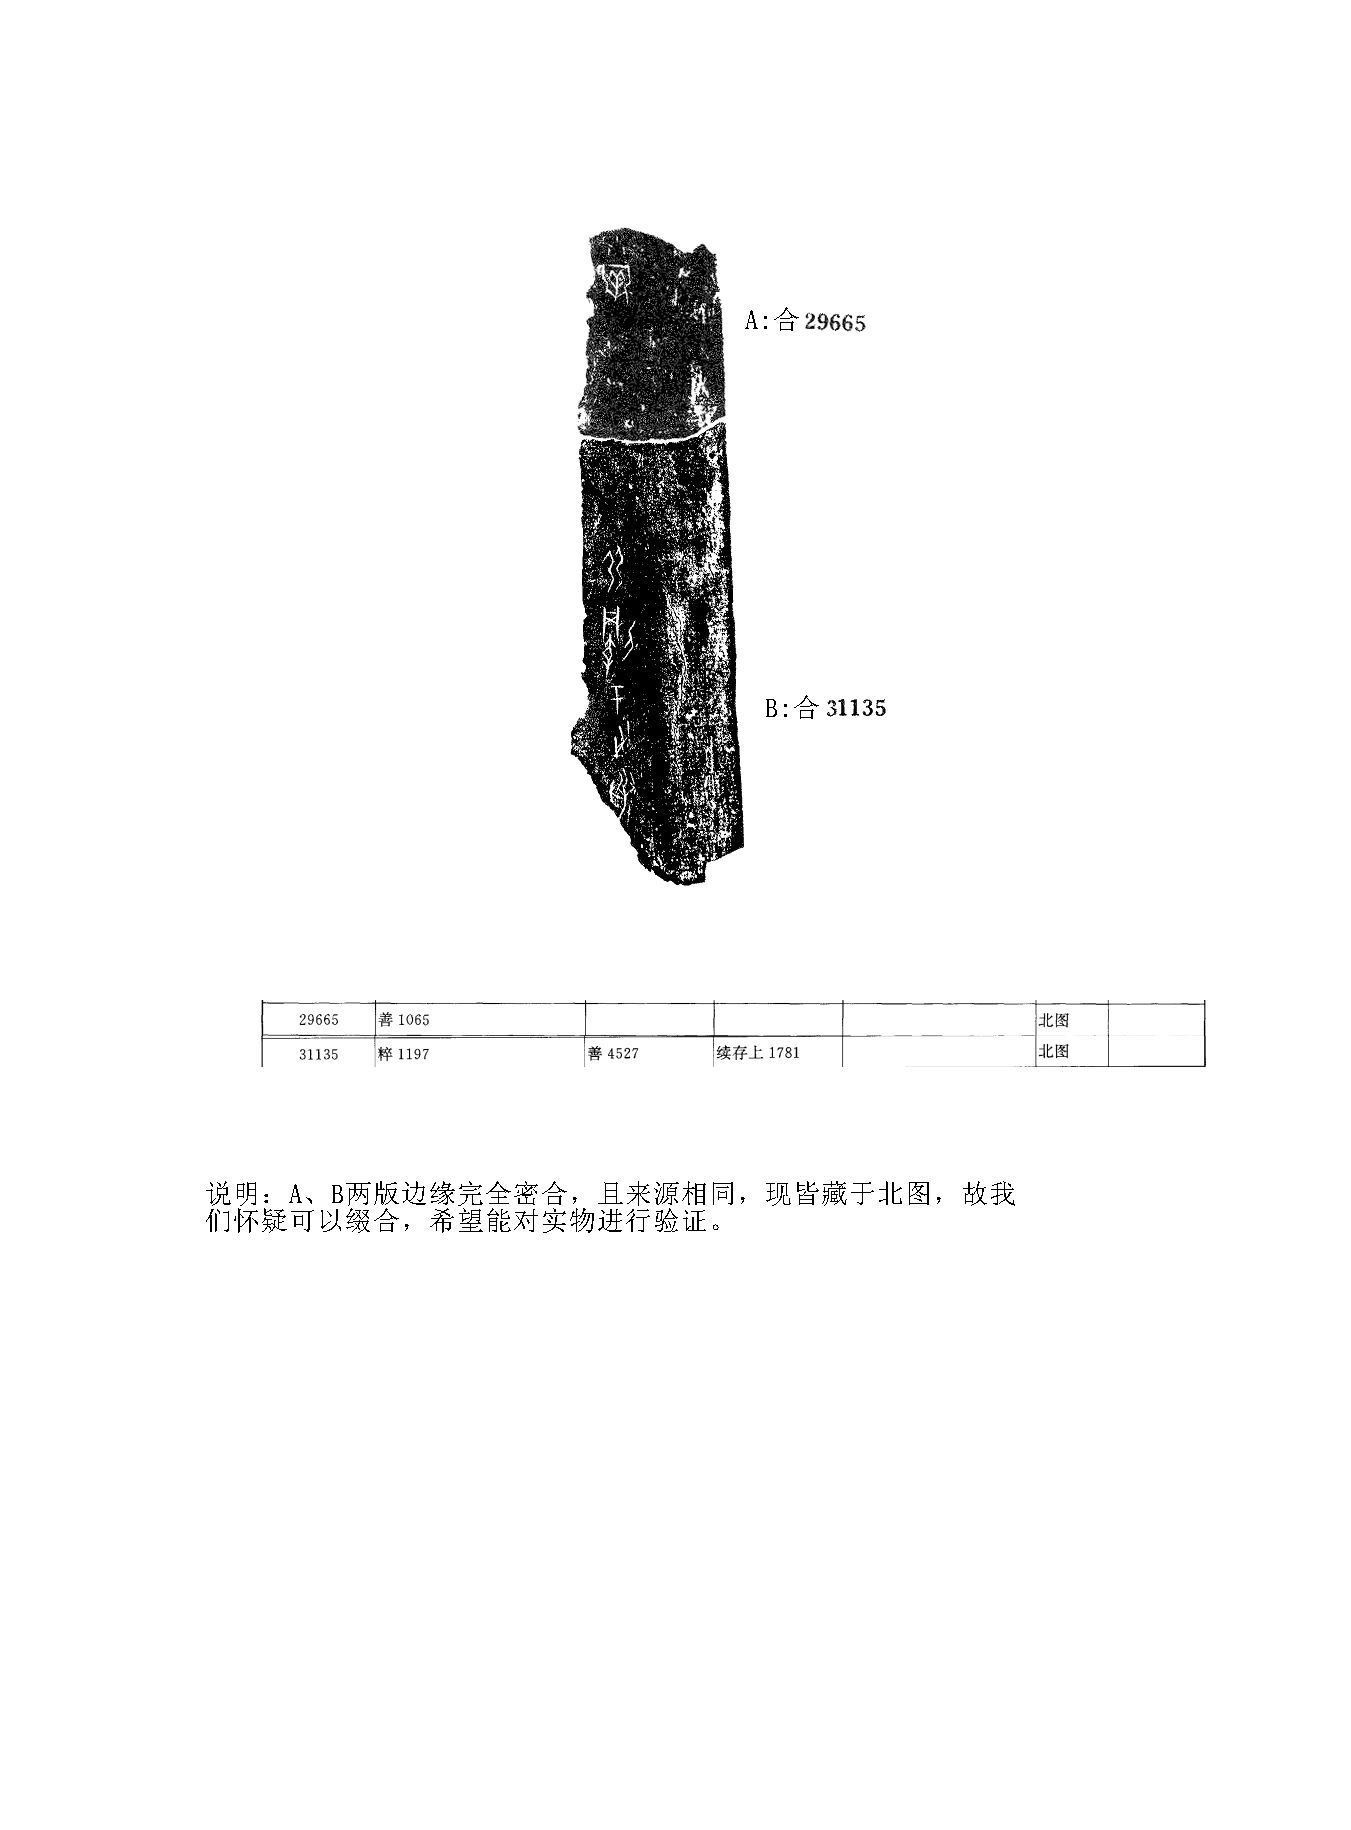 A:合 29665
B:合 31135
29665 善 1065 北图
31135 粹 1197 善 4527 续存上 1781 北图
说明：A、B两版边缘完全密合，且来源相同，现皆藏于北图，故我
们怀疑可以缀合，希望能对实物进行验证。